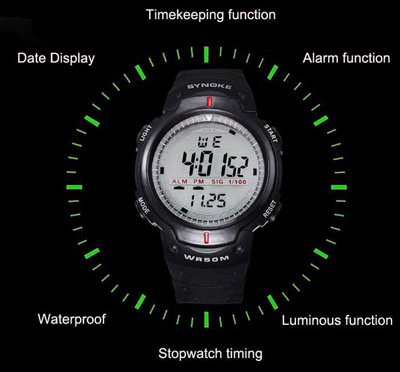 Timekeeping function
Date Display
Alarm function
SYNOKE
LIGHT
START
WE
4:01 52
ALM PM SIG 1/100
11.25
MODE
RESET
WR50M
Waterproof
Luminous function
Stopwatch timing